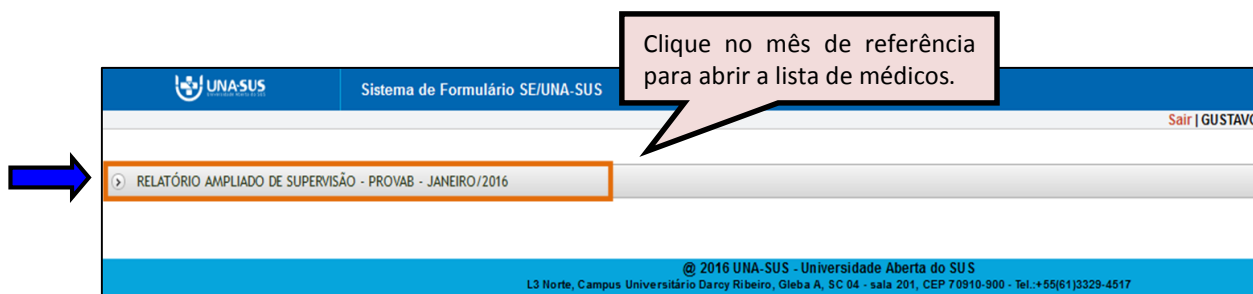 Clique no mês de referência
para abrir a lista de médicos.
UNA-SUS
Sistema de Formulário SE/UNA-SUS
Sair | GUSTAVO
RELATÓRIO AMPLIADO DE SUPERVISÃO - PROVAB - JANEIRO/2016
@ 2016 UNA-SUS - Universidade Aberta do SUS
L3 Norte, Campus Universitário Darcy Ribeiro, Gleba A, SC 04 - sala 201, CEP 70910-900 - Tel.:+55(61)3329-4517